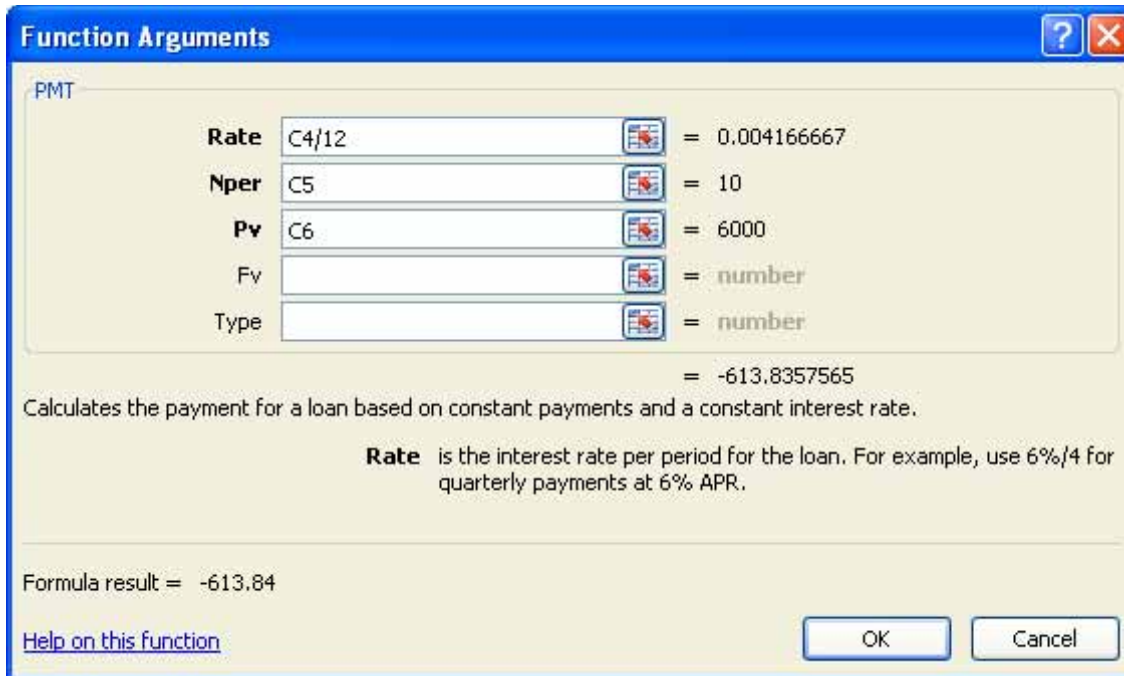 Function Arguments
?
PMT
Rate C4/12 = 0.004166667
Nper C5 = 10
Pv C6 = 6000
Fv = number
Type = number
= -613.8357565
Calculates the payment for a loan based on constant payments and a constant interest rate.
Rate is the interest rate per period for the loan. For example, use 6%/4 for
quarterly payments at 6% APR.
Formula result = -613.84
Help on this function OK Cancel